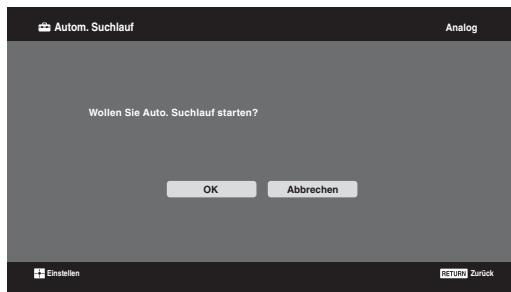 Autom. Suchlauf Analog
Wollen Sie Auto. Suchlauf starten?
OK Abbrechen
Einstellen RETURN Zurück